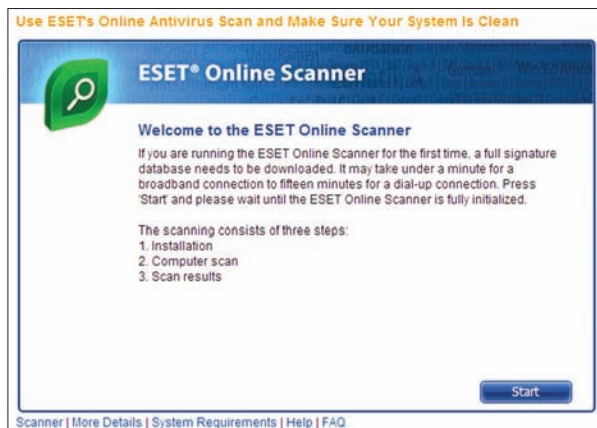 Use ESET's Online Antivirus Scan and Make Sure Your System Is Clean
ESET® Online Scanner
Welcome to the ESET Online Scanner
If you are running the ESET Online Scanner for the first time, a full signature
database needs to be downloaded. It may take under a minute for a
broadband connection to fifteen minutes for a dial-up connection. Press
'Start' and please wait until the ESET Online Scanner is fully initialized.
The scanning consists of three steps:
1. Installation
2. Computer scan
3. Scan results
Start
Scanner | More Details | System Requirements | Help | FAQ